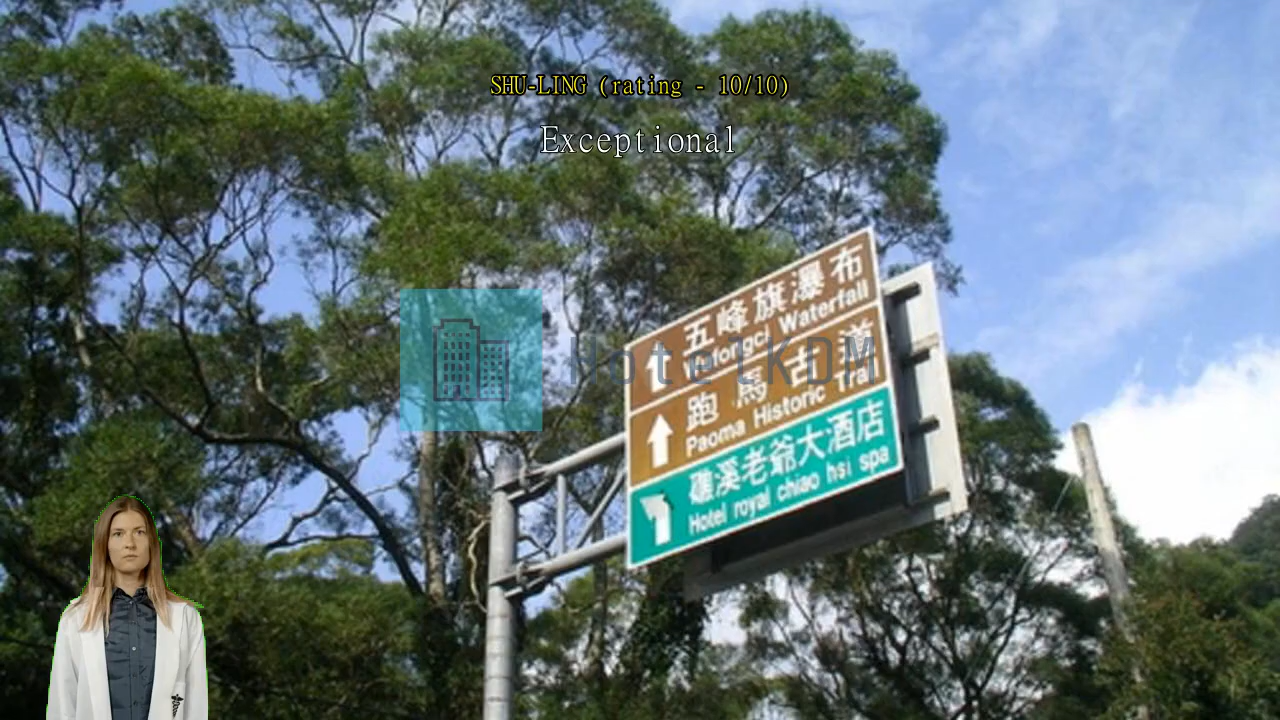 SHU-LING (rating - 10/10)
Exceptional
五峰旗瀑布
Wufongci Waterfall
HotelKDM
跑馬古道
Paoma Historic Trail
礁溪老爺大酒店
Hotel royal chiao hsi spa